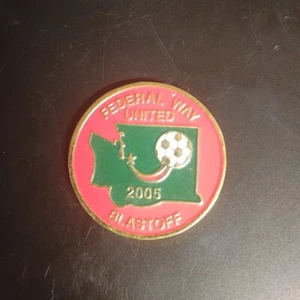 FEDERAL WAY
UNITED
2005
BLASTOFF